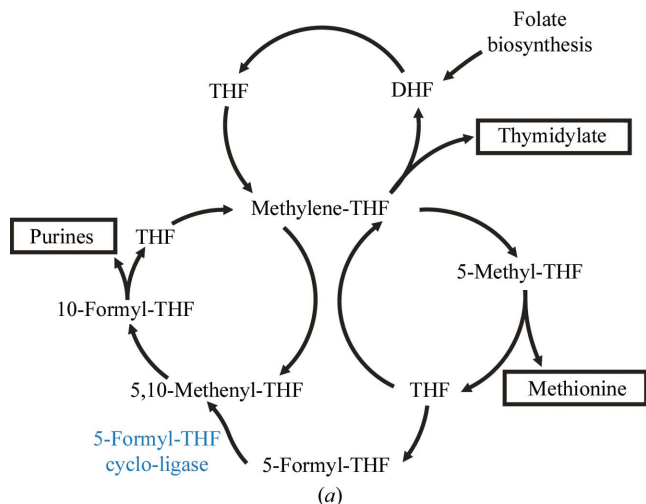 Folate
biosynthesis
THF
DHF
Thymidylate
Methylene-THF
Purines
THF
5-Methyl-THF
10-Formyl-THF
5,10-Methenyl-THF
THF
Methionine
5-Formyl-THF
cyclo-ligase
5-Formyl-THF
(a)